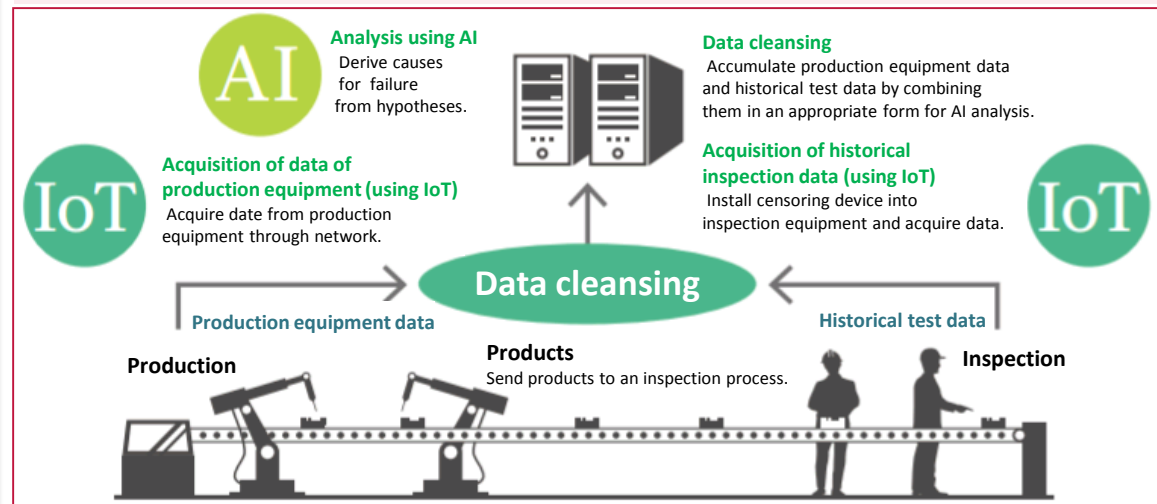 AI
Analysis using AI
Derive causes
for failure
from hypotheses.
Data cleansing
Accumulate production equipment data
and historical test data by combining
them in an appropriate form for AI analysis.
IoT
Acquisition of data of
production equipment (using IoT)
Acquire date from production
equipment through network.
Acquisition of historical
inspection data (using IoT)
Install censoring device into
inspection equipment and acquire data.
IoT
Data cleansing
Production equipment data
Historical test data
Production
Products
Send products to an inspection process.
Inspection